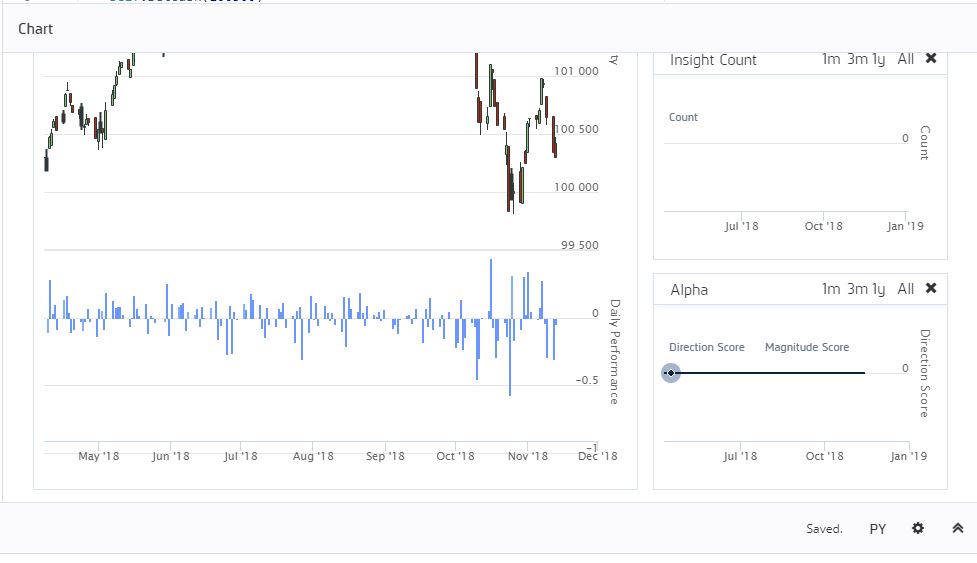 Chart
101 000
100 500
100 000
99 500
0
-0.5
-1
Daily Performance
May '18 Jun '18 Jul '18 Aug '18 Sep '18 Oct '18 Nov '18 Dec '18
Insight Count 1m 3m 1y All ✖
Count
0
Count
Jul '18 Oct '18 Jan '19
Alpha 1m 3m 1y All ✖
Direction Score Magnitude Score
0
Direction Score
Jul '18 Oct '18 Jan '19
Saved. PY